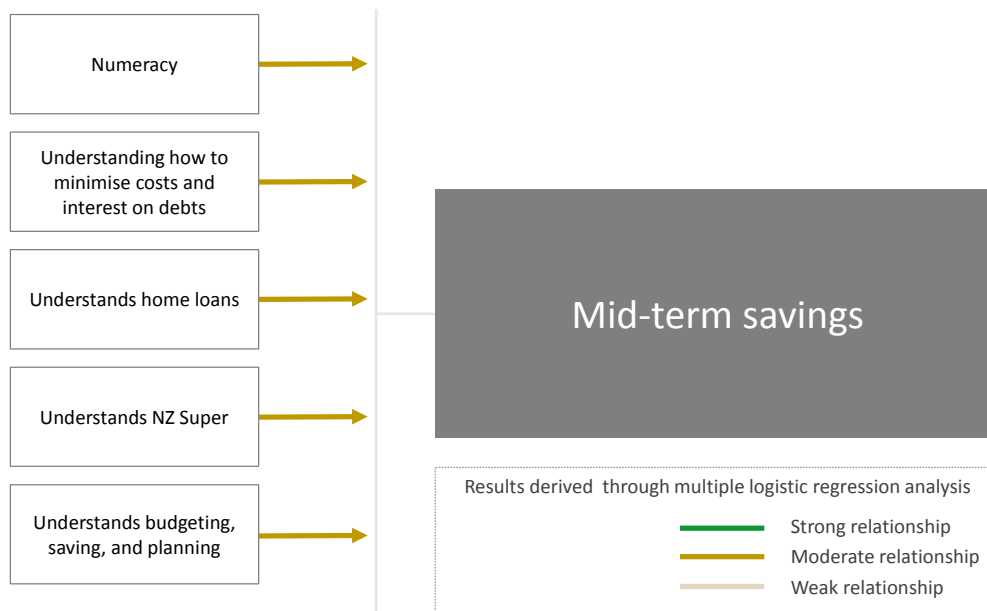 Numeracy
Understanding how to
minimise costs and
interest on debts
Understands home loans
Understands NZ Super
Understands budgeting,
saving, and planning
Mid-term savings
Results derived  through multiple logistic regression analysis
Strong relationship
Moderate relationship
Weak relationship